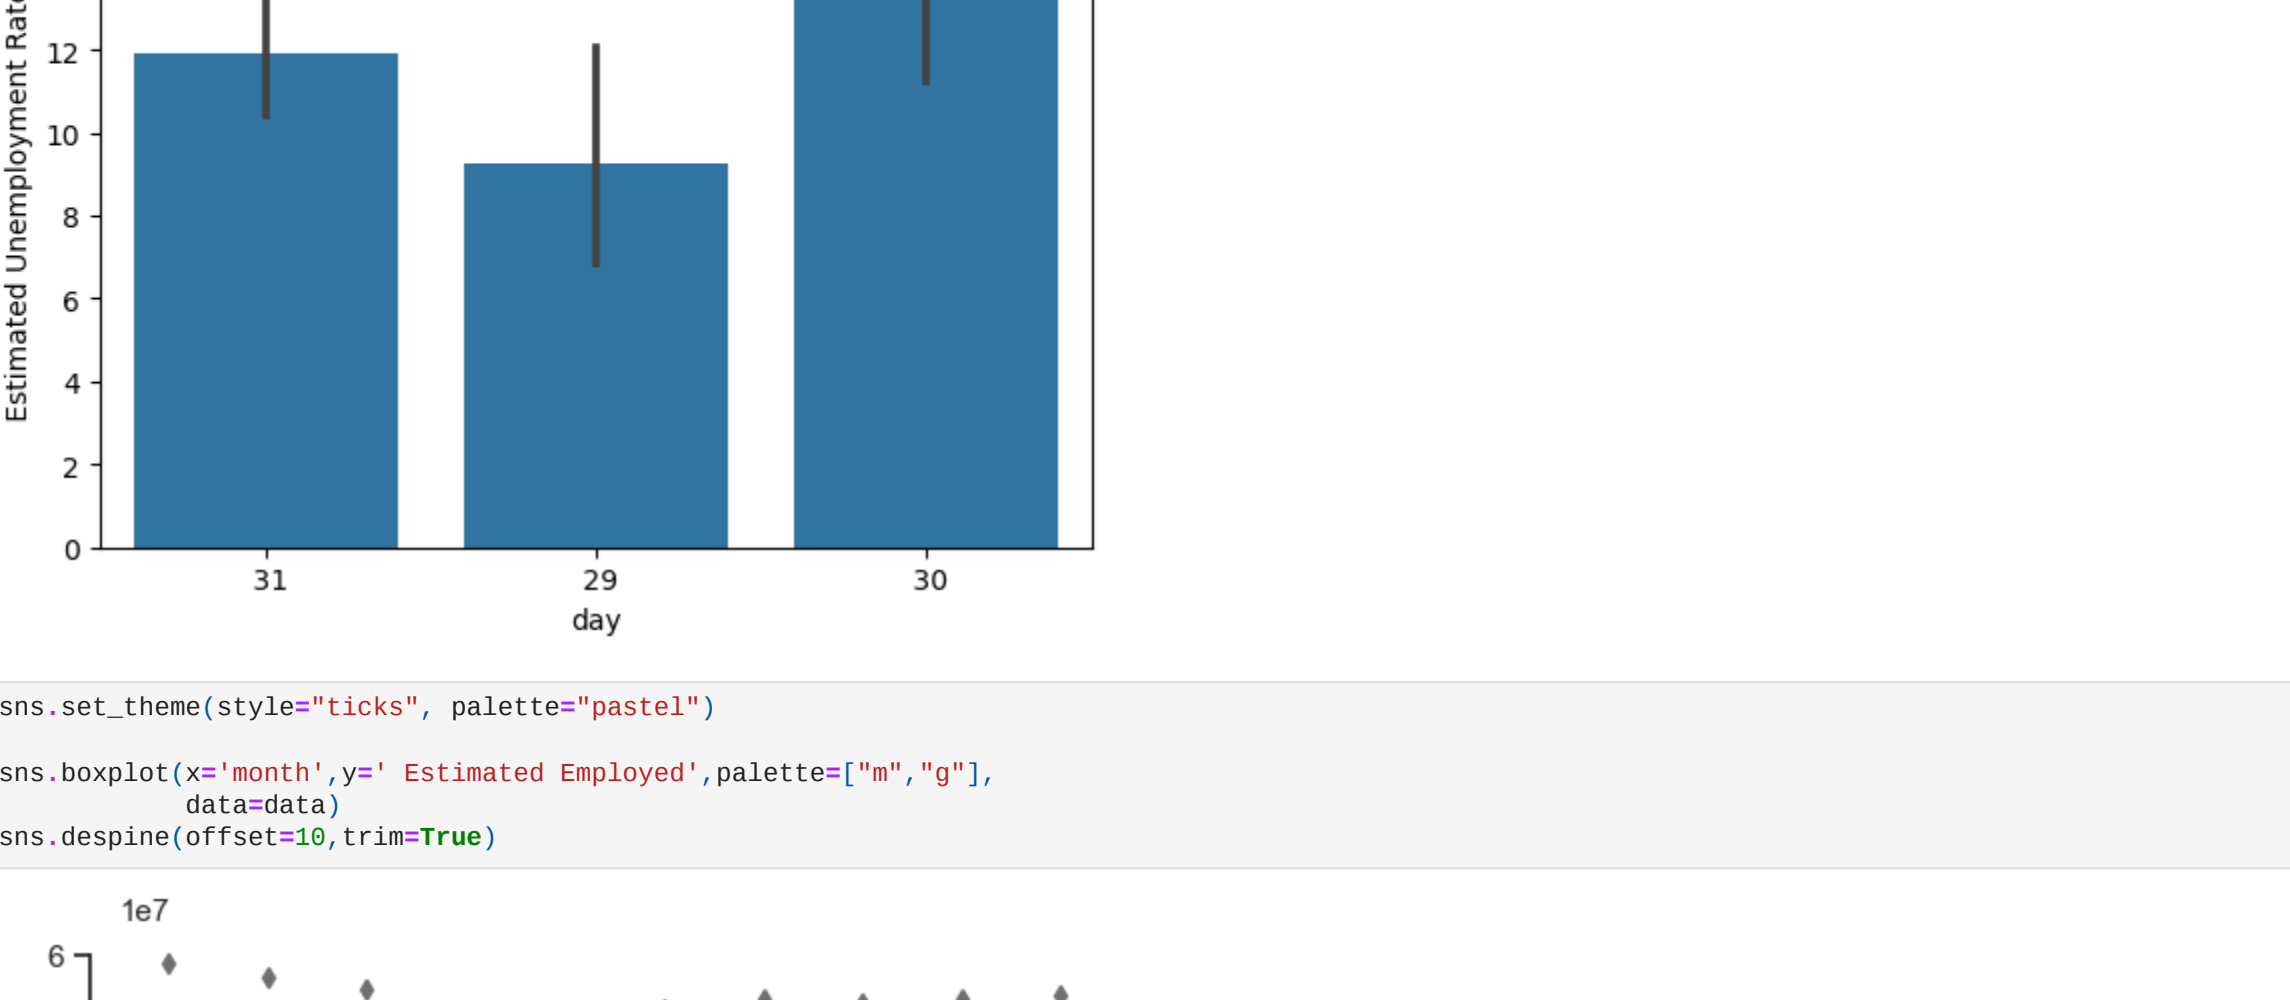 Estimated Unemployment Rate
12
10
8
6
4
2
0
31 29 30
day
sns.set_theme(style="ticks", palette="pastel")
sns.boxplot(x='month',y=' Estimated Employed',palette=["m","g"],
            data=data)
sns.despine(offset=10,trim=True)
1e7
6